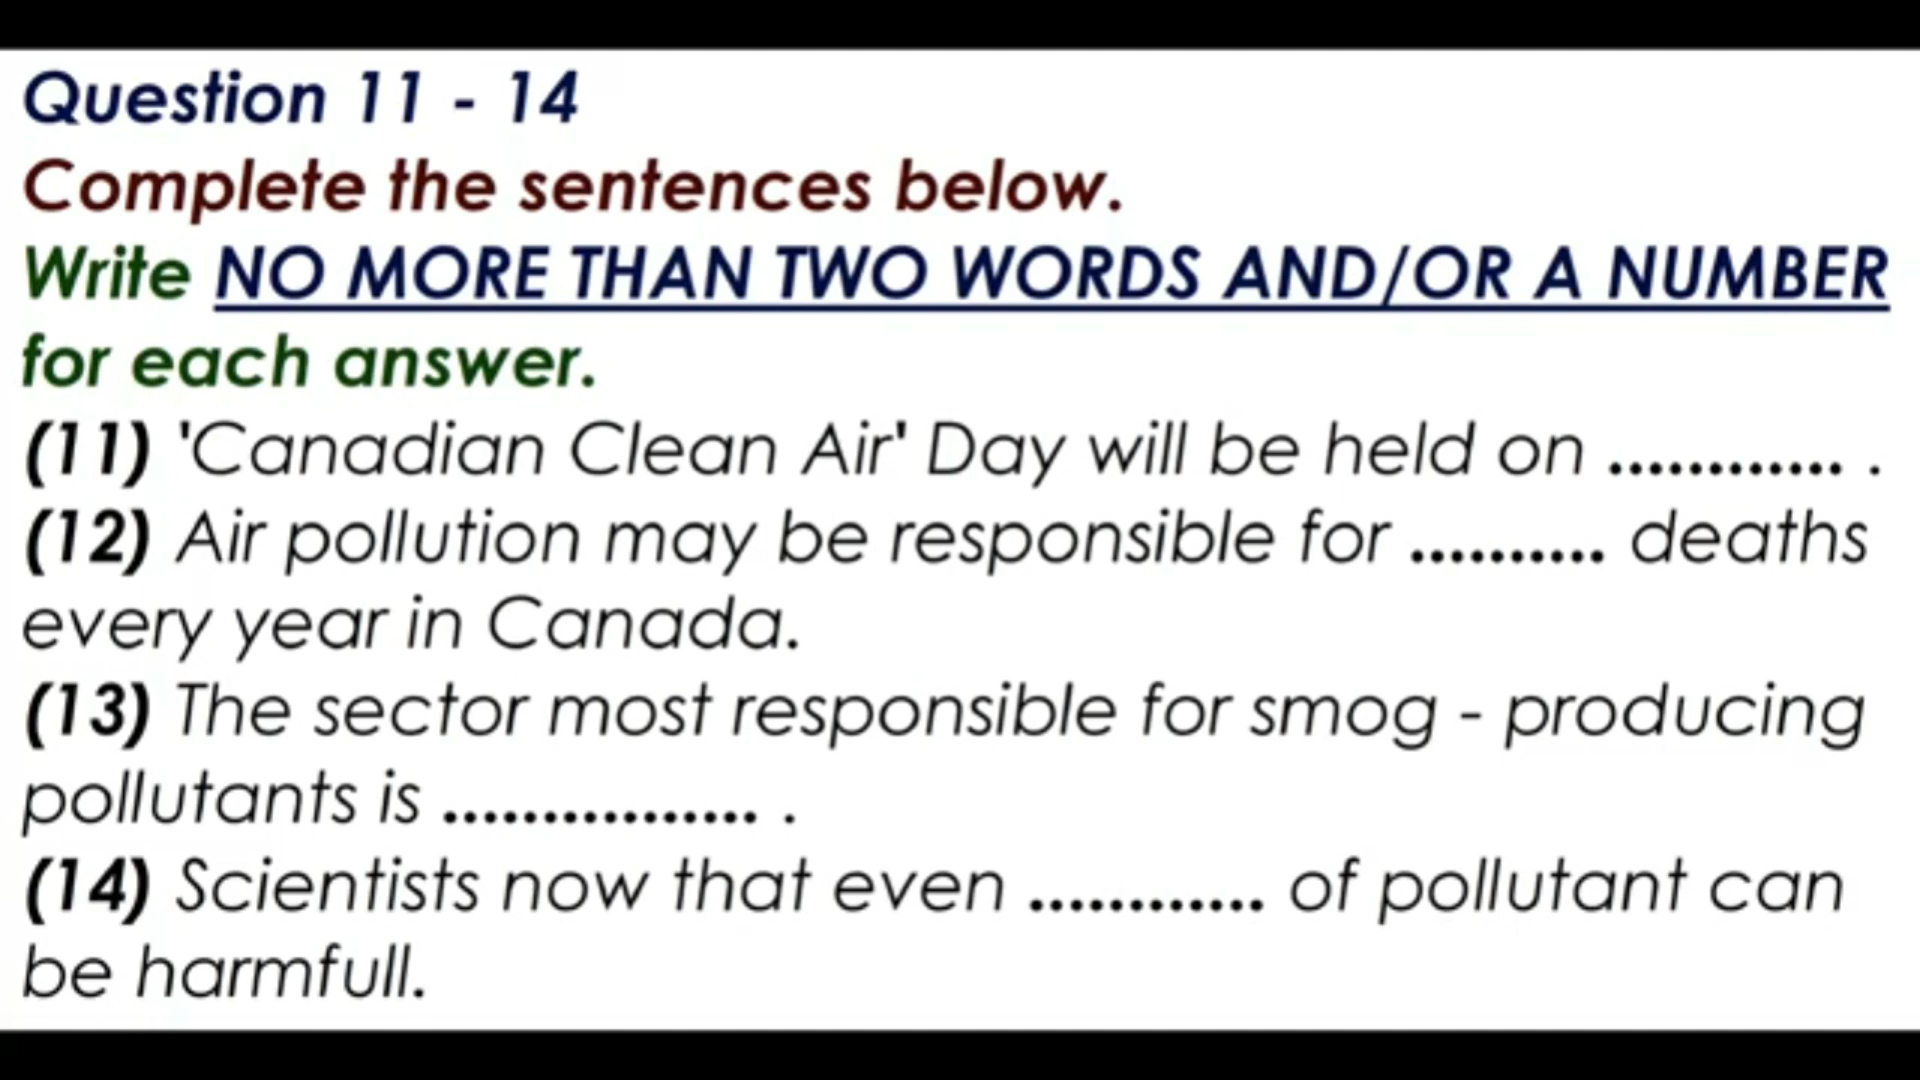 Question 11 - 14
Complete the sentences below.
Write NO MORE THAN TWO WORDS AND/OR A NUMBER
for each answer.
(11) 'Canadian Clean Air' Day will be held on ............ .
(12) Air pollution may be responsible for .......... deaths
every year in Canada.
(13) The sector most responsible for smog - producing
pollutants is ................ .
(14) Scientists now that even ............ of pollutant can
be harmfull.